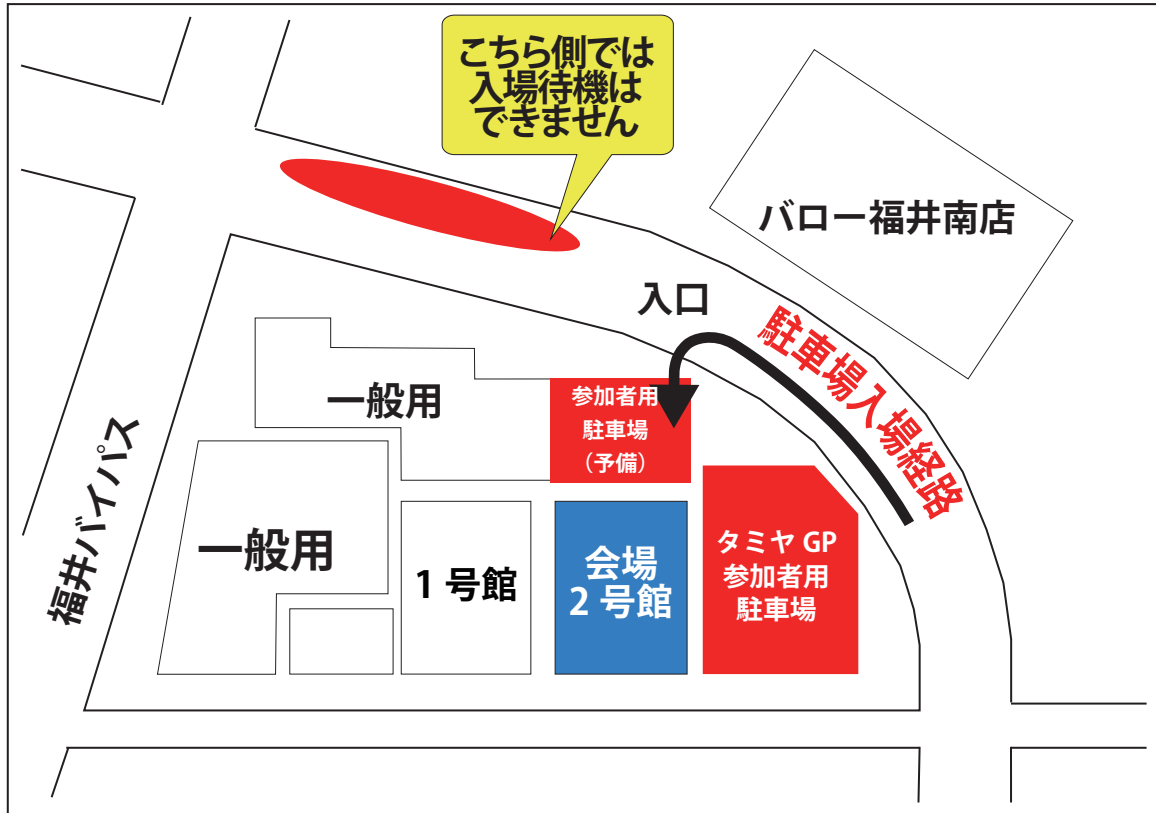 こちら側では
入場待機は
できません
バロー福井南店
入口
駐車場入場経路
一般用
参加者用
駐車場
（予備）
福井バイパス
一般用
1 号館
会場
2 号館
タミヤ GP
参加者用
駐車場